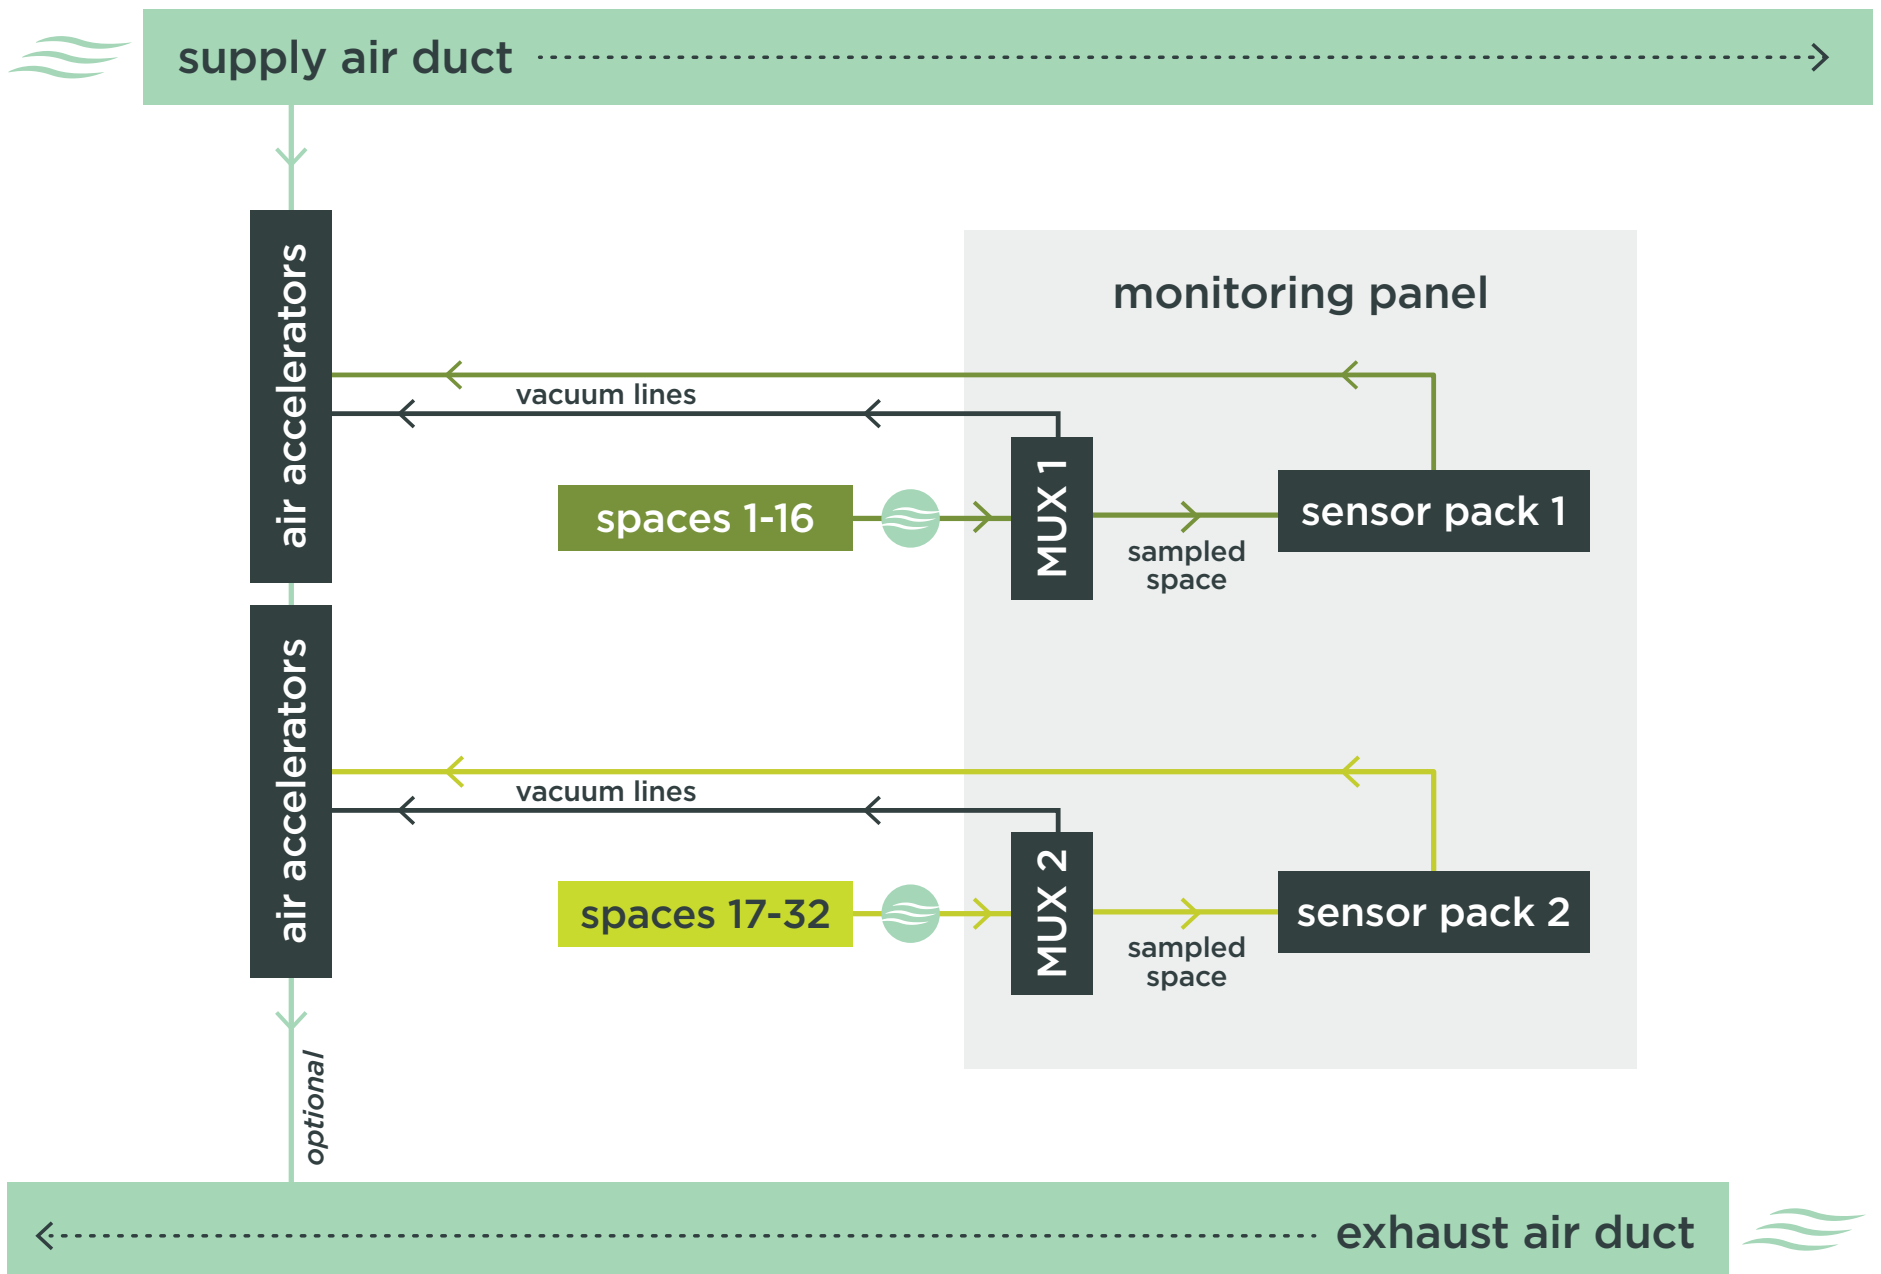 supply air duct
air accelerators
monitoring panel
vacuum lines
spaces 1-16
MUX 1
sensor pack 1
sampled
space
air accelerators
vacuum lines
spaces 17-32
MUX 2
sensor pack 2
sampled
space
optional
exhaust air duct